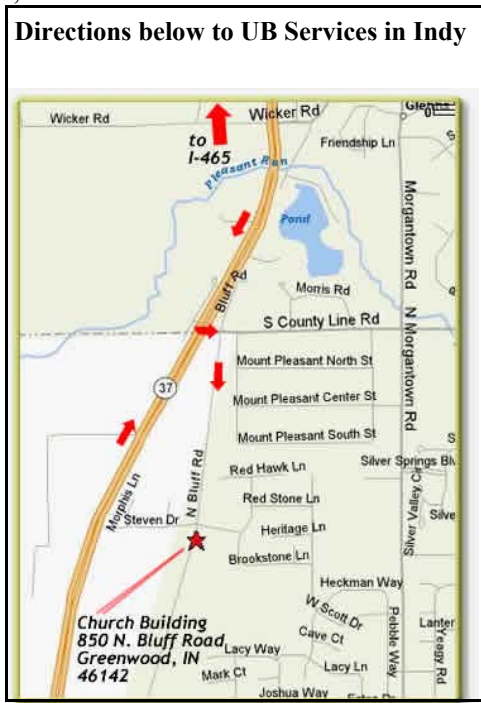 Directions below to UB Services in Indy
Wicker Rd
to
I-465
Wicker Rd
Friendship Ln
Pleasant Run
Pond
Morgantown Rd
Bluff Rd
Morris Rd
S County Line Rd
N Morgantown Rd
Mount Pleasant North St
37
Mount Pleasant Center St
Mount Pleasant South St
Silver Springs Blv
Red Hawk Ln
N Bluff Rd
Red Stone Ln
Morphis Ln
Steven Dr
Silver Valley Cir
Silve
Heritage Ln
Brookstone Ln
Heckman Way
W Scott Dr
Church Building
850 N. Bluff Road
Greenwood, IN
46142
Cave Ct
Pebble Way
Lanter
Yeagy Rd
Lacy Way
Mark Ct
Lacy Ln
Joshua Way